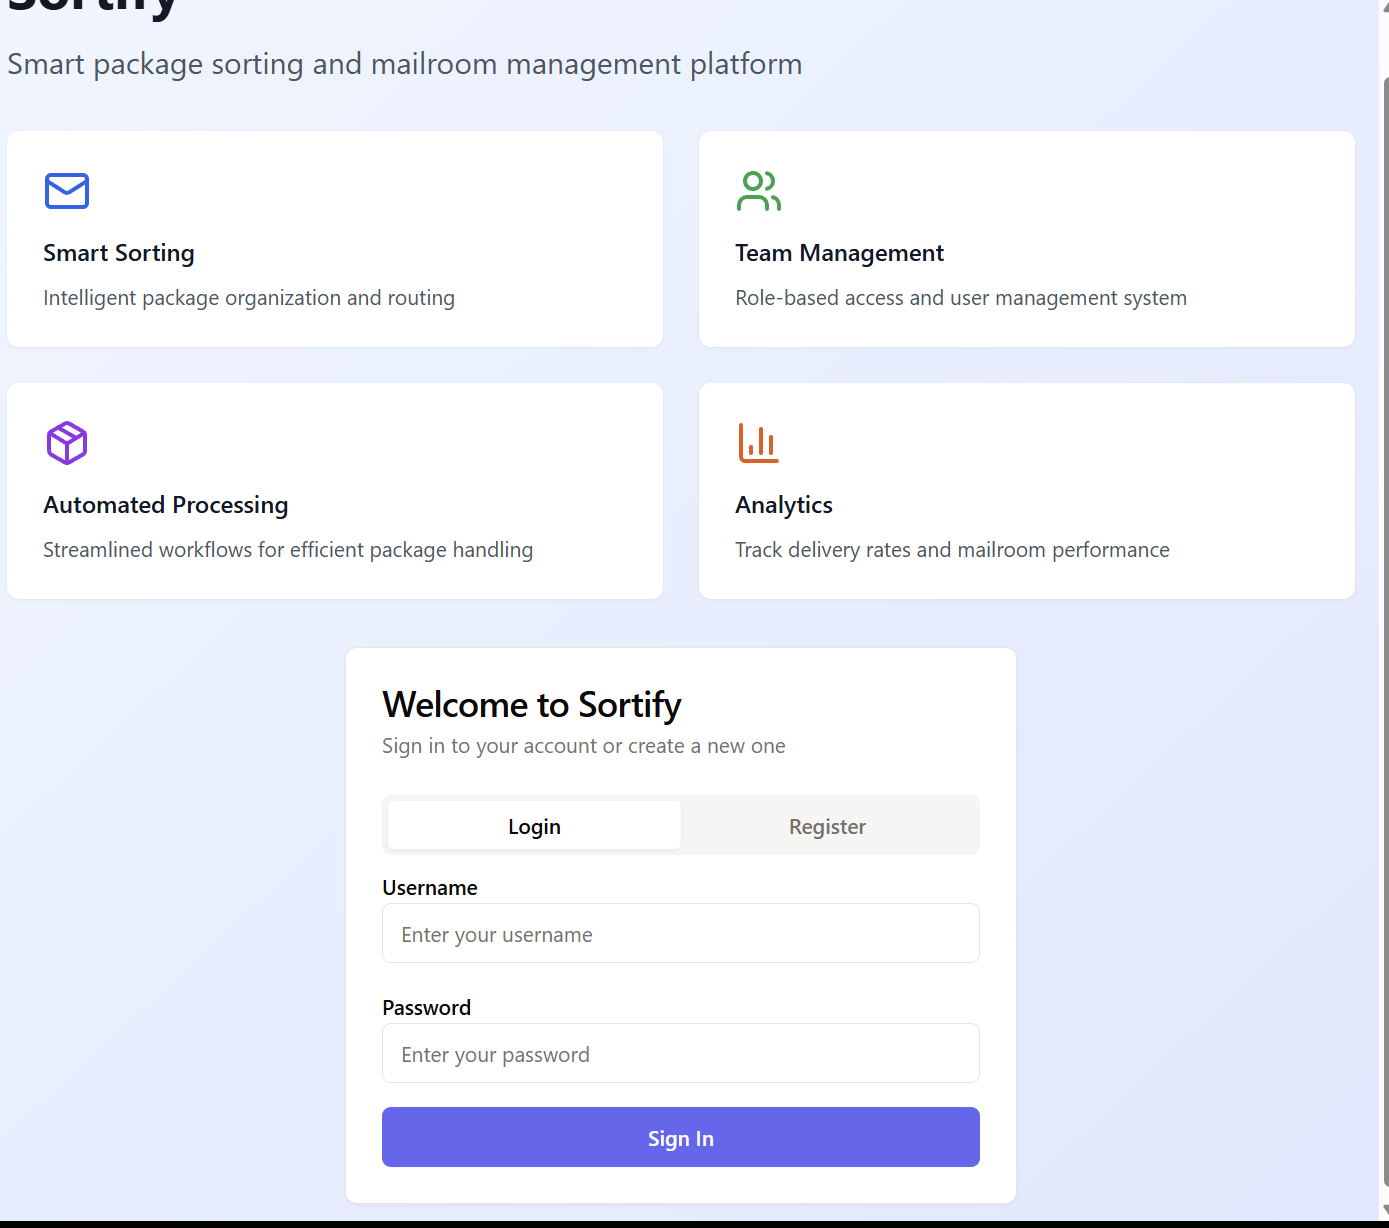 Sortify
Smart package sorting and mailroom management platform
Smart Sorting
Intelligent package organization and routing
Team Management
Role-based access and user management system
Automated Processing
Streamlined workflows for efficient package handling
Analytics
Track delivery rates and mailroom performance
Welcome to Sortify
Sign in to your account or create a new one
Login
Register
Username
Enter your username
Password
Enter your password
Sign In